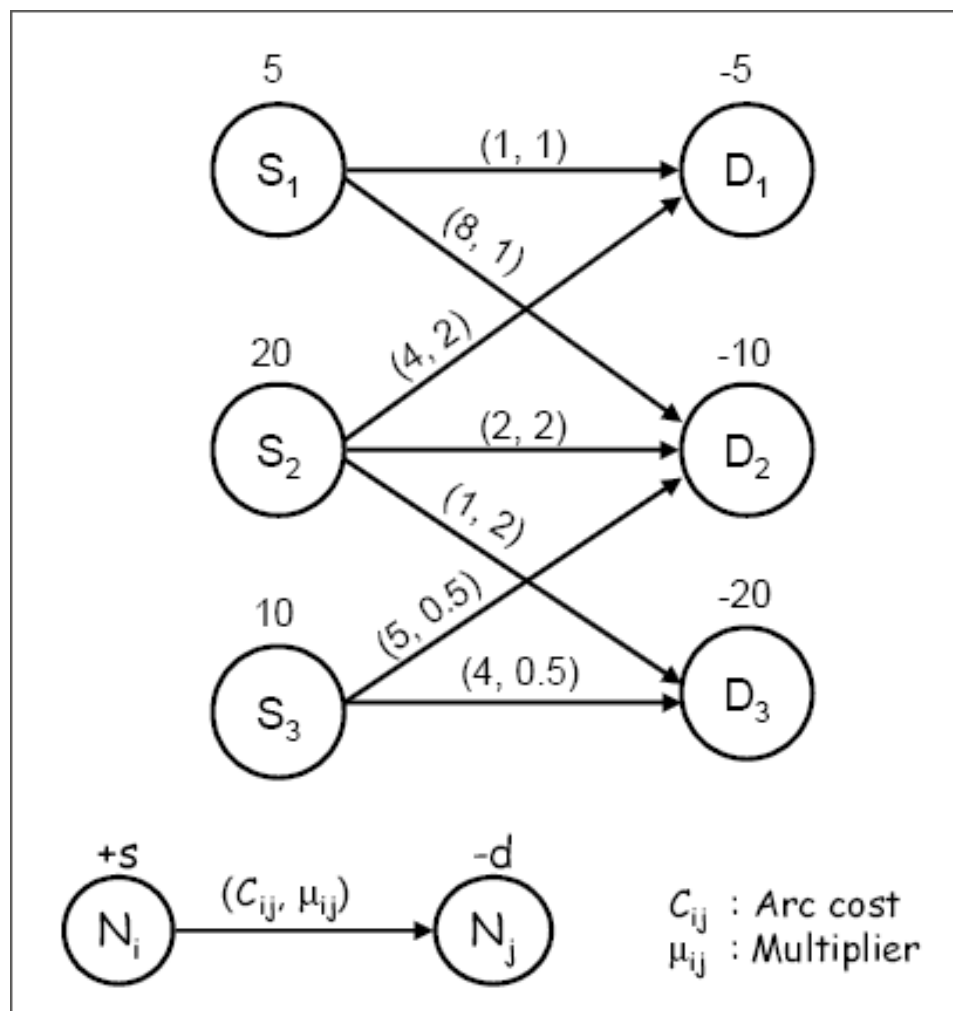 5
-5
S1
(1, 1)
D1
(8, 1)
(4, 2)
20
-10
S2
(2, 2)
D2
(1, 2)
10
(5, 0.5)
-20
S3
(4, 0.5)
D3
+s
-d
Ni
(Cij, μij)
Nj
Cij : Arc cost
μij : Multiplier